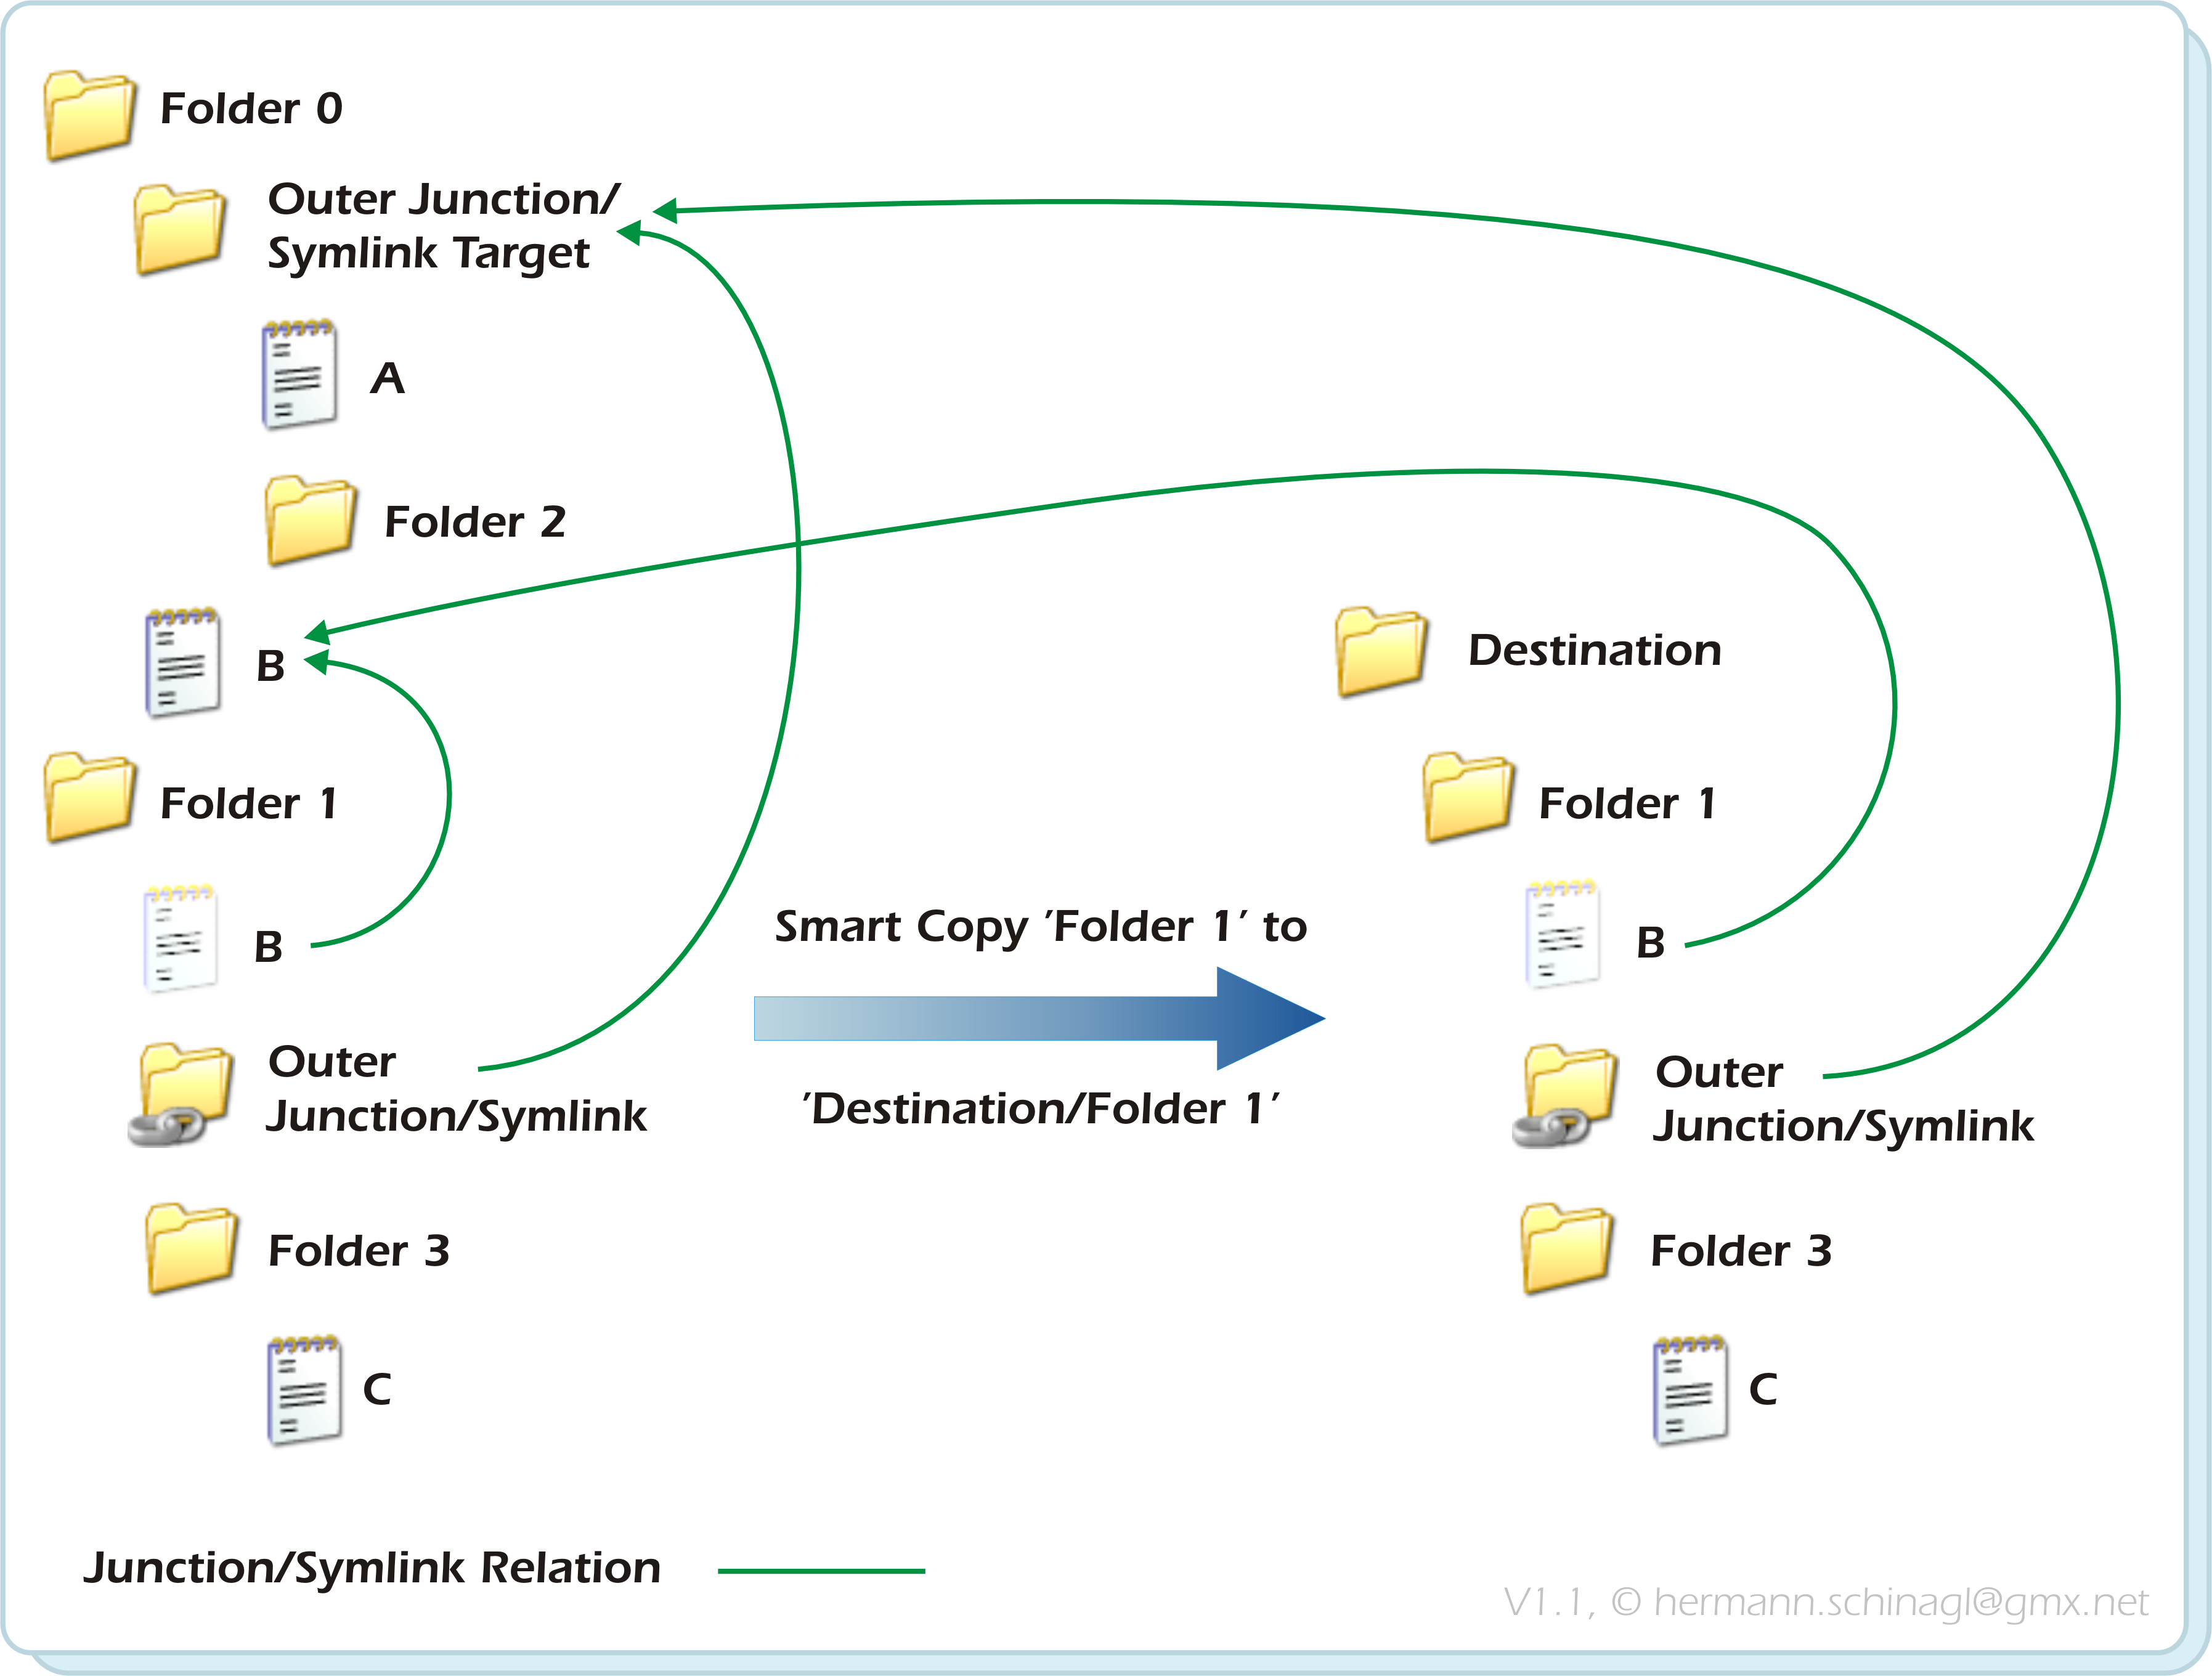 Folder 0
Outer Junction/
Symlink Target
A
Folder 2
B
Folder 1
B
Outer
Junction/Symlink
Folder 3
C
Smart Copy 'Folder 1' to
'Destination/Folder 1'
Destination
Folder 1
B
Outer
Junction/Symlink
Folder 3
C
Junction/Symlink Relation
V1.1, © hermann.schinagl@gmx.net